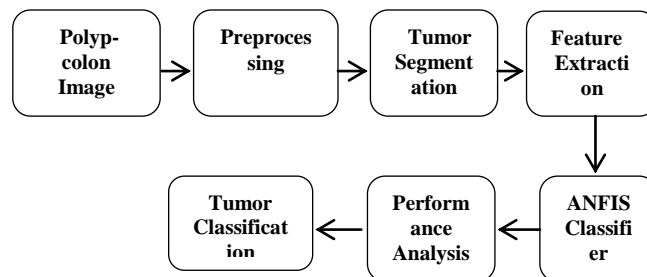 Polyp-
colon
Image
Preproces
sing
Tumor
Segment
ation
Feature
Extracti
on
ANFIS
Classifi
er
Perform
ance
Analysis
Tumor
Classificat
ion